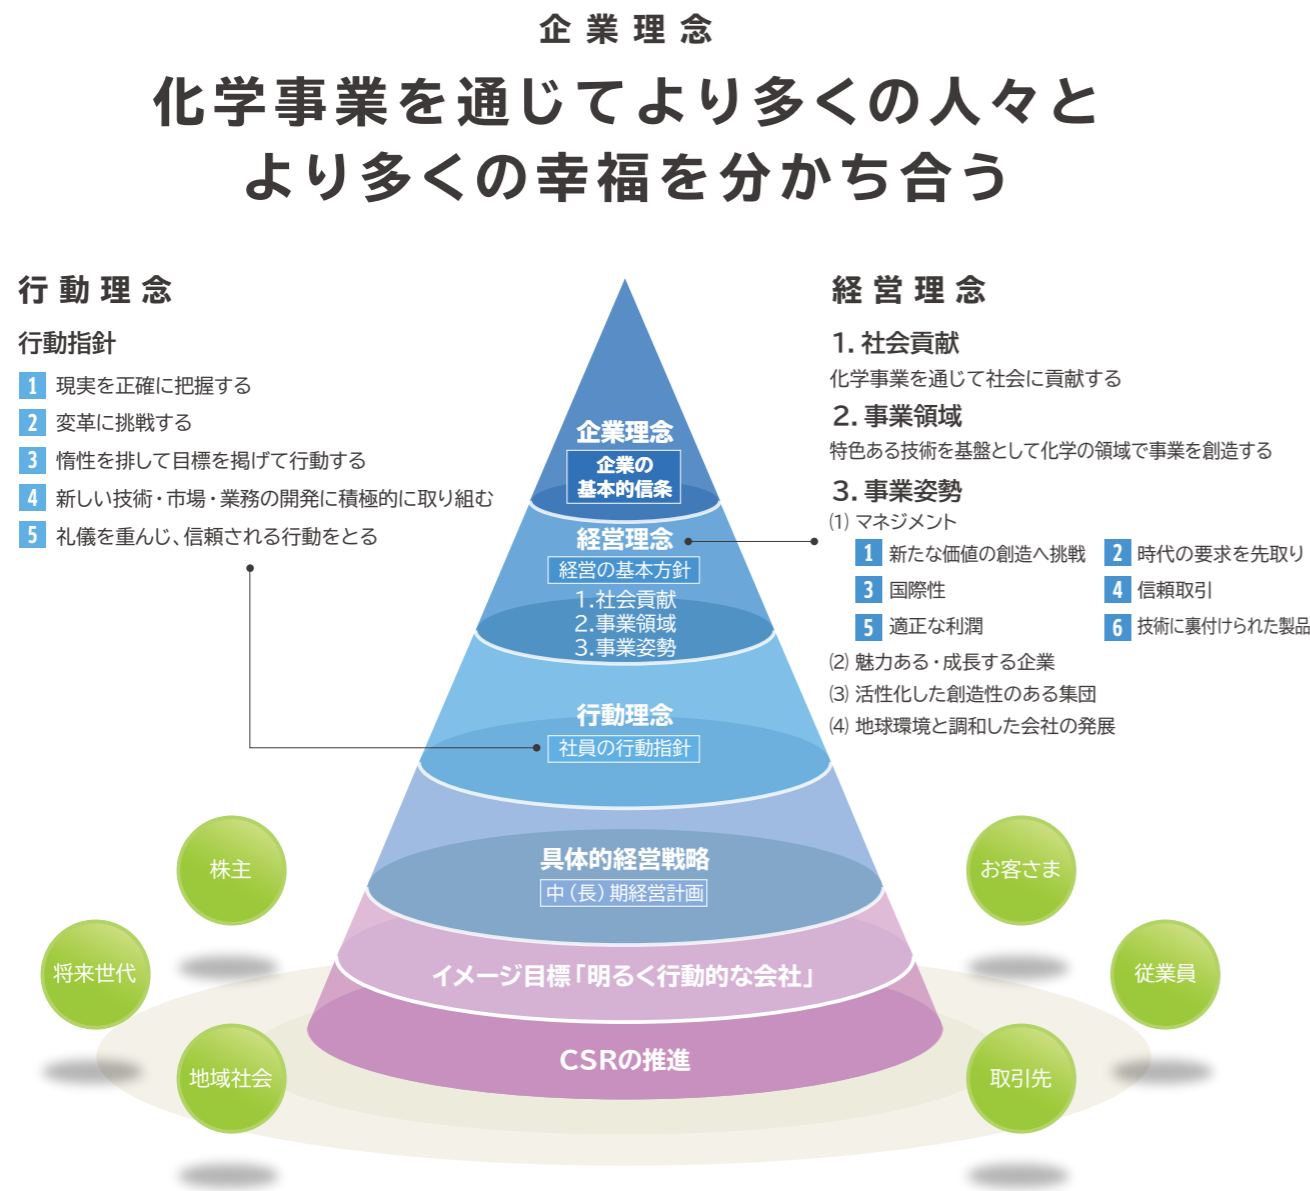 企業理念
化学事業を通じてより多くの人々と
より多くの幸福を分かち合う
行動理念
行動指針
1 現実を正確に把握する
2 変革に挑戦する
3 惰性を排して目標を掲げて行動する
4 新しい技術・市場・業務の開発に積極的に取り組む
5 礼儀を重んじ、信頼される行動をとる
経営理念
1. 社会貢献
化学事業を通じて社会に貢献する
2. 事業領域
特色ある技術を基盤として化学の領域で事業を創造する
3. 事業姿勢
(1) マネジメント
1 新たな価値の創造へ挑戦 2 時代の要求を先取り
3 国際性 4 信頼取引
5 適正な利潤 6 技術に裏付けられた製品
(2) 魅力ある・成長する企業
(3) 活性化した創造性のある集団
(4) 地球環境と調和した会社の発展
企業理念
企業の
基本的信条
経営理念
経営の基本方針
1.社会貢献
2.事業領域
3.事業姿勢
行動理念
社員の行動指針
具体的経営戦略
中（長）期経営計画
イメージ目標「明るく行動的な会社」
CSRの推進
株主
将来世代
地域社会
お客さま
従業員
取引先